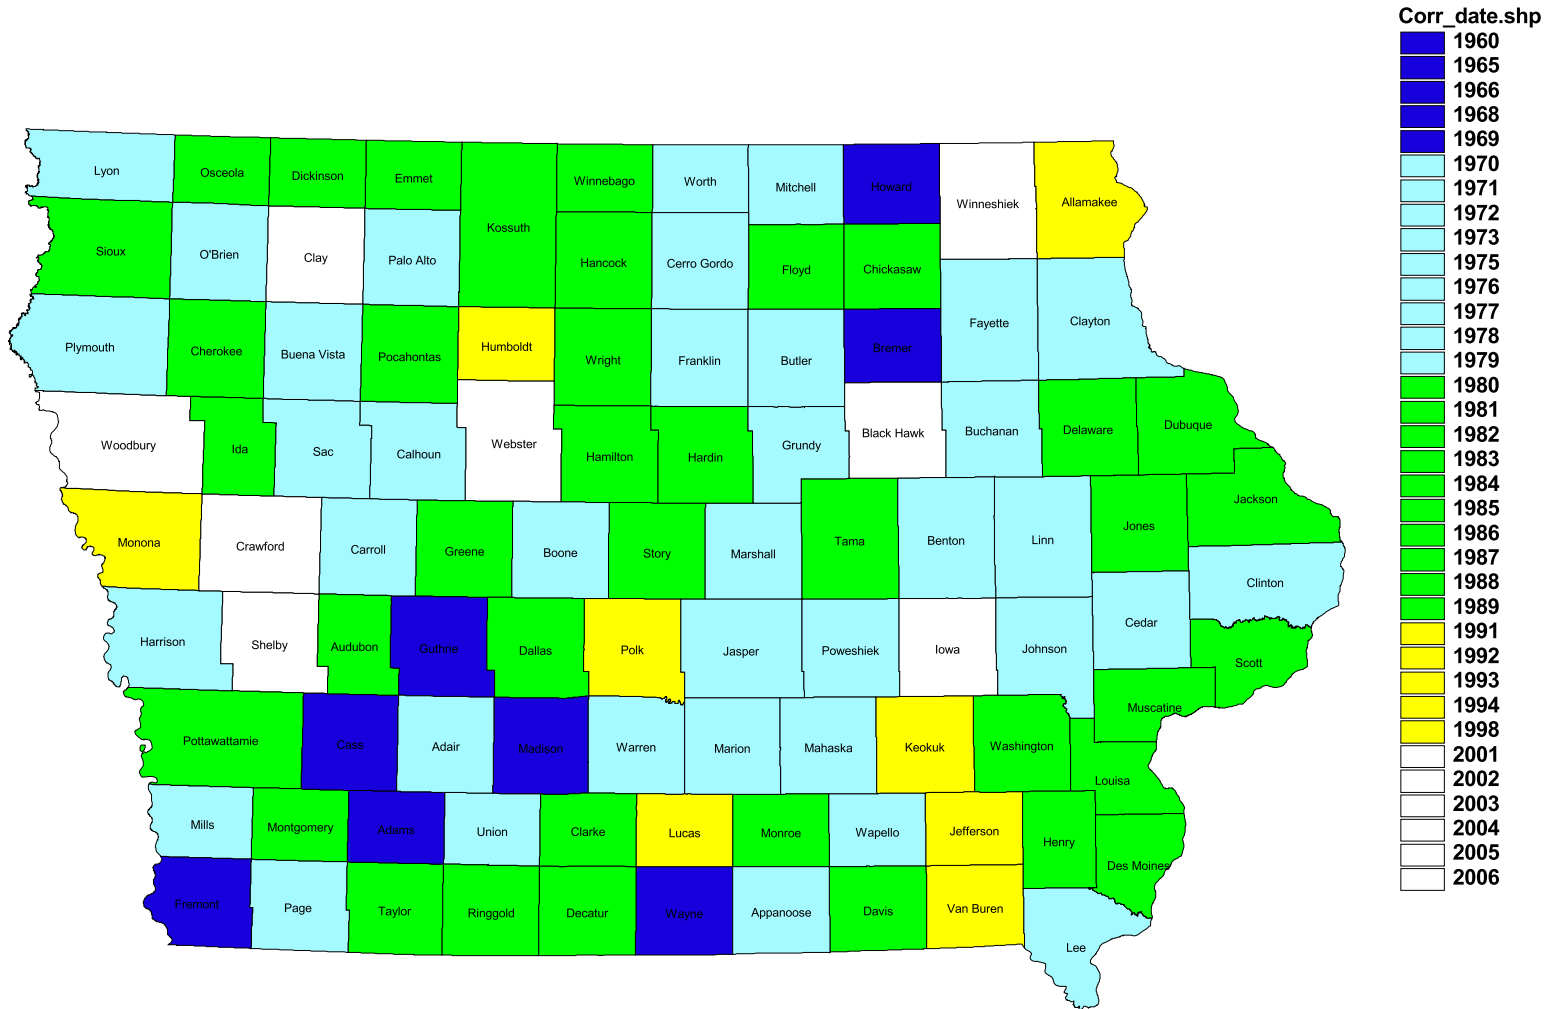 Corr_date.shp
1960
1965
1966
1968
1969
1970
1971
1972
1973
1975
1976
1977
1978
1979
1980
1981
1982
1983
1984
1985
1986
1987
1988
1989
1991
1992
1993
1994
1998
2001
2002
2003
2004
2005
2006
Lyon
Osceola
Dickinson
Emmet
Winnebago
Worth
Mitchell
Howard
Winneshiek
Allamakee
Kossuth
Sioux
O'Brien
Clay
Palo Alto
Hancock
Cerro Gordo
Floyd
Chickasaw
Plymouth
Cherokee
Buena Vista
Pocahontas
Humboldt
Wright
Franklin
Butler
Bremer
Fayette
Clayton
Woodbury
Ida
Sac
Calhoun
Webster
Hamilton
Hardin
Grundy
Black Hawk
Buchanan
Delaware
Dubuque
Jackson
Monona
Crawford
Carroll
Greene
Boone
Story
Marshall
Tama
Benton
Linn
Jones
Clinton
Harrison
Shelby
Audubon
Guthrie
Dallas
Polk
Jasper
Poweshiek
Iowa
Johnson
Cedar
Scott
Muscatine
Pottawattamie
Cass
Adair
Madison
Warren
Marion
Mahaska
Keokuk
Washington
Louisa
Mills
Montgomery
Adams
Union
Clarke
Lucas
Monroe
Wapello
Jefferson
Henry
Des Moines
Fremont
Page
Taylor
Ringgold
Decatur
Wayne
Appanoose
Davis
Van Buren
Lee